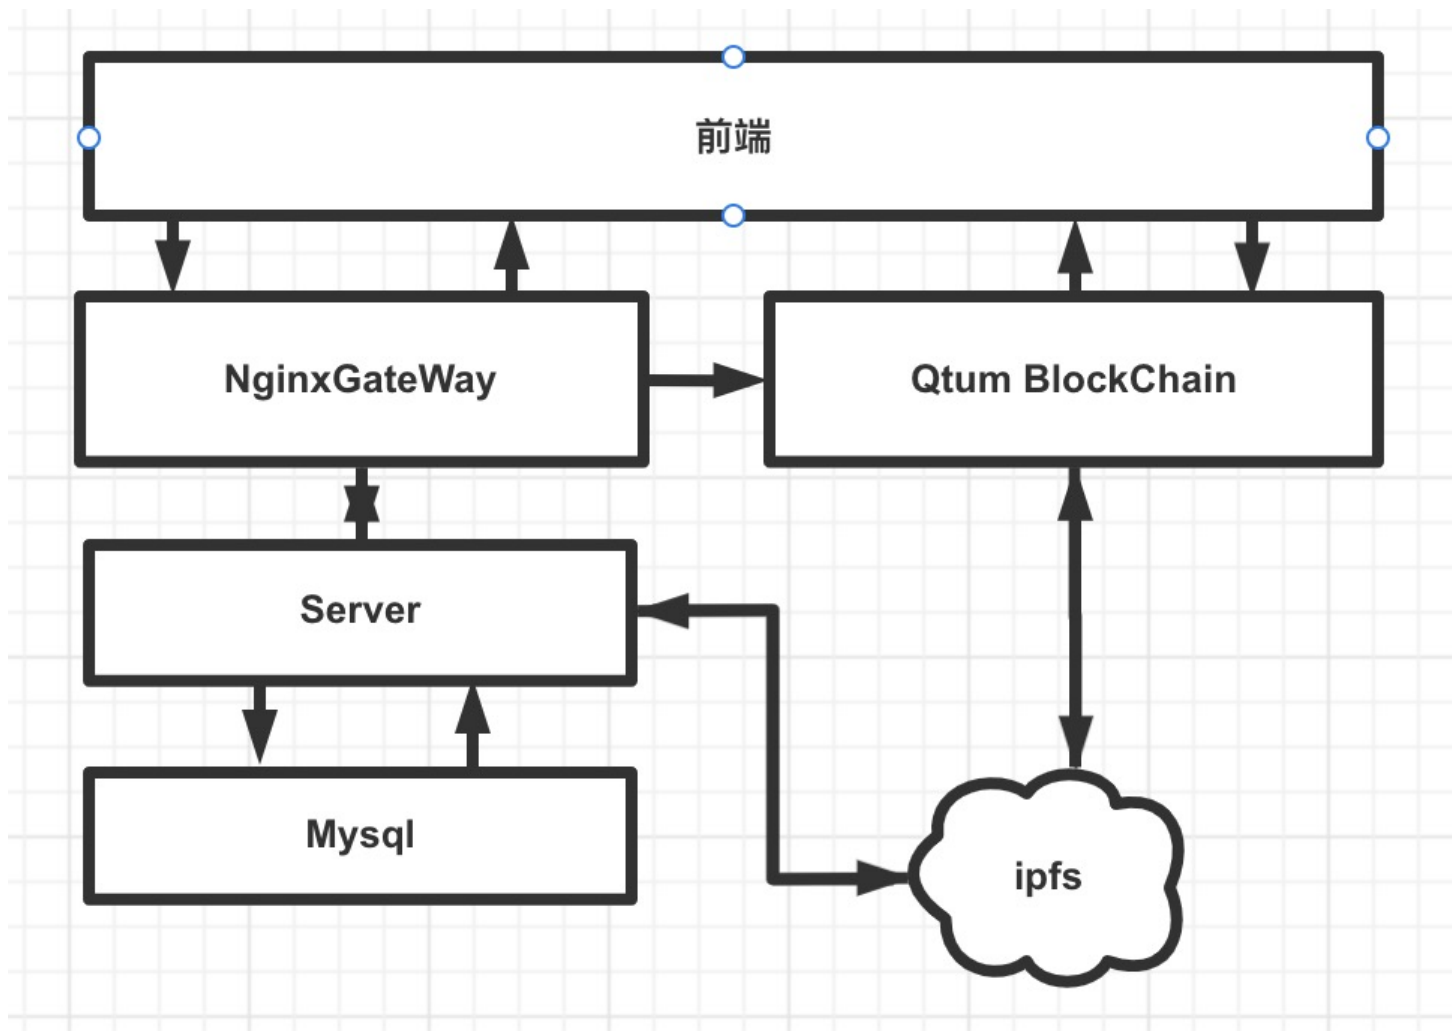 前端
NginxGateWay
Qtum BlockChain
Server
Mysql
ipfs